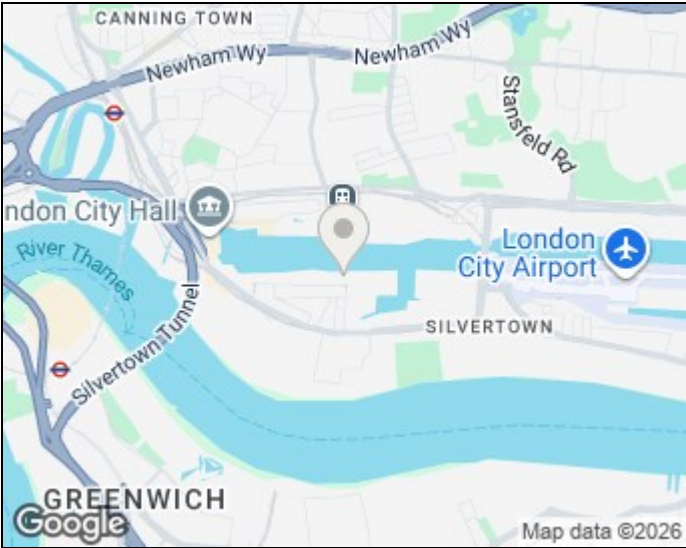 CANNING TOWN
Newham Wy
Newham Wy
Stansfeld Rd
ndon City Hall
London
City Airport
River Thames
Silvertown Tunnel
SILVERTOWN
GREENWICH
Google
Map data ©2026